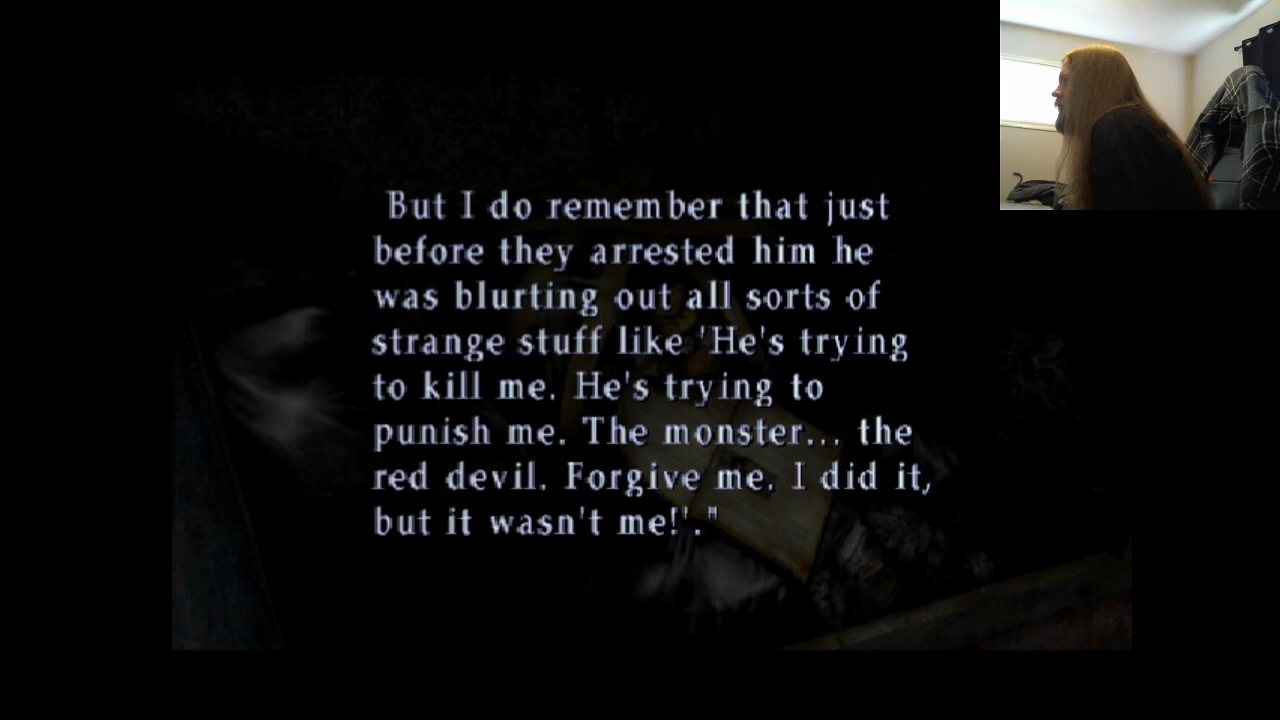 But I do remember that just
before they arrested him he
was blurting out all sorts of
strange stuff like 'He's trying
to kill me. He's trying to
punish me. The monster... the
red devil. Forgive me. I did it,
but it wasn't me!'."